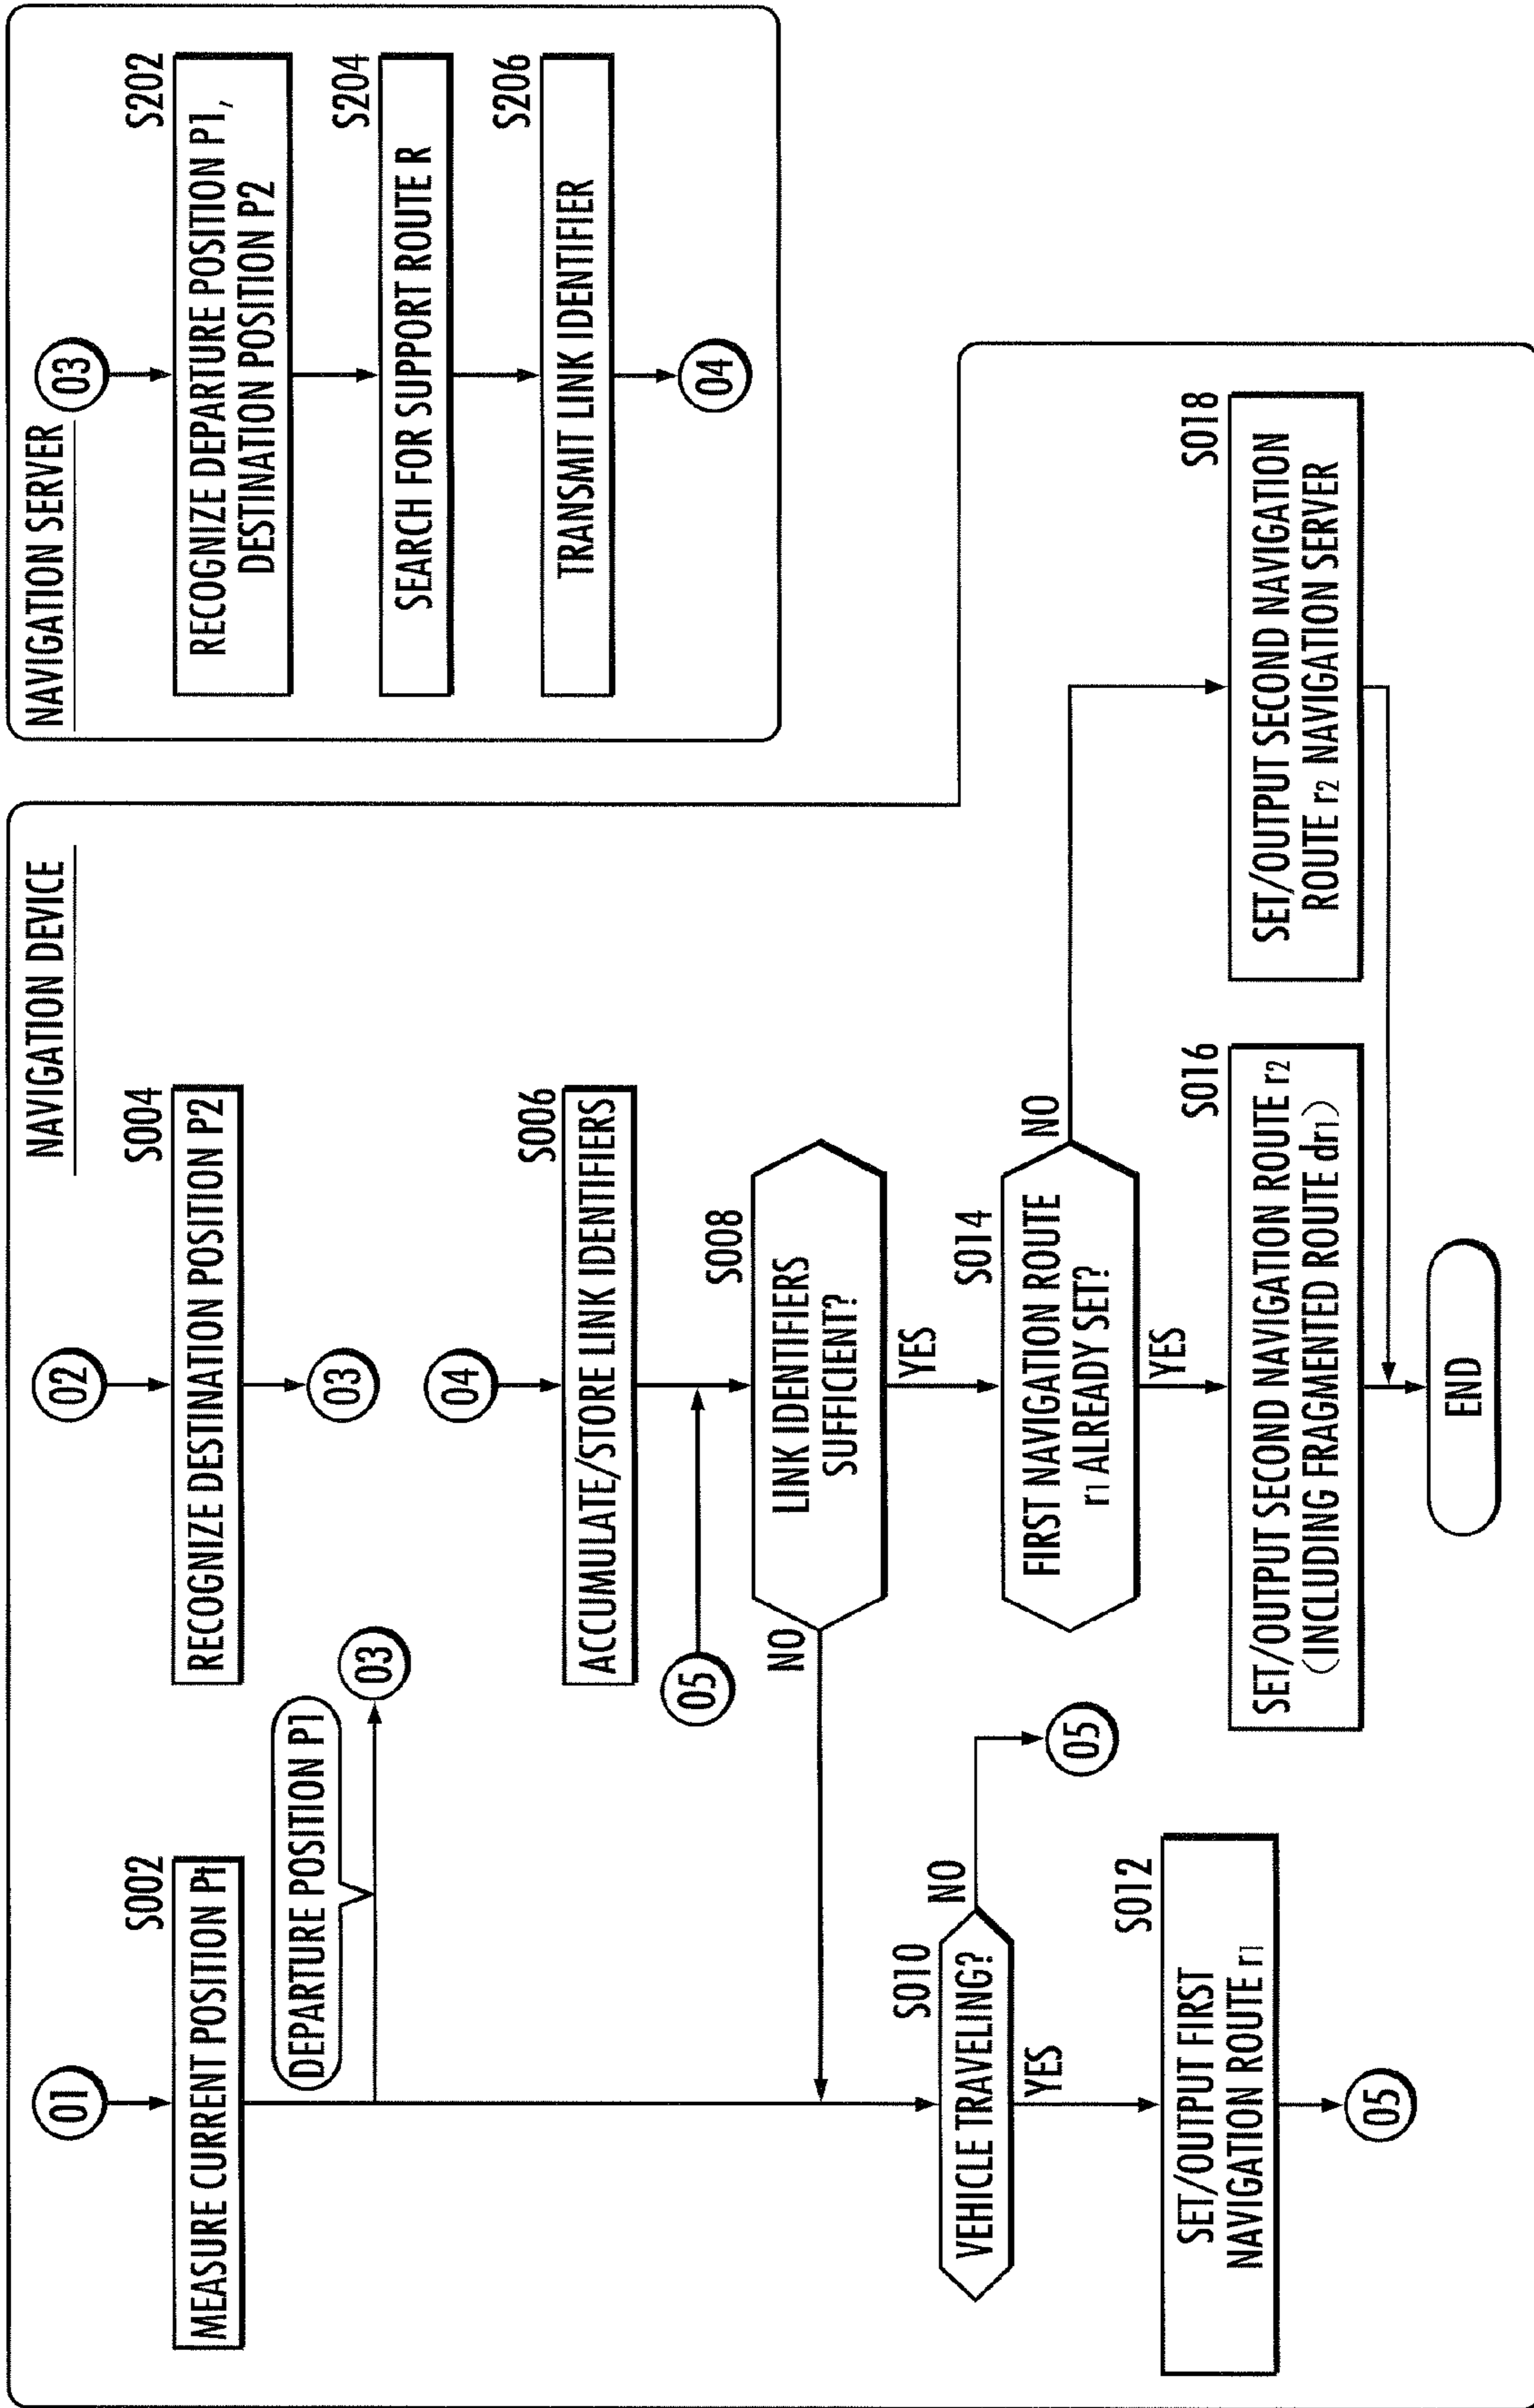 NAVIGATION DEVICE
01
S002
MEASURE CURRENT POSITION Pt
DEPARTURE POSITION P1
03
02
S004
RECOGNIZE DESTINATION POSITION P2
03
04
S006
ACCUMULATE/STORE LINK IDENTIFIERS
05
S008
LINK IDENTIFIERS
SUFFICIENT?
NO
YES
S010
VEHICLE TRAVELING?
NO
05
YES
S012
SET/OUTPUT FIRST
NAVIGATION ROUTE r1
05
S014
FIRST NAVIGATION ROUTE
r1 ALREADY SET?
NO
YES
S016
SET/OUTPUT SECOND NAVIGATION ROUTE r2
(INCLUDING FRAGMENTED ROUTE dr1)
S018
SET/OUTPUT SECOND NAVIGATION
ROUTE r2 NAVIGATION SERVER
END
NAVIGATION SERVER
03
S202
RECOGNIZE DEPARTURE POSITION P1,
DESTINATION POSITION P2
S204
SEARCH FOR SUPPORT ROUTE R
S206
TRANSMIT LINK IDENTIFIER
04